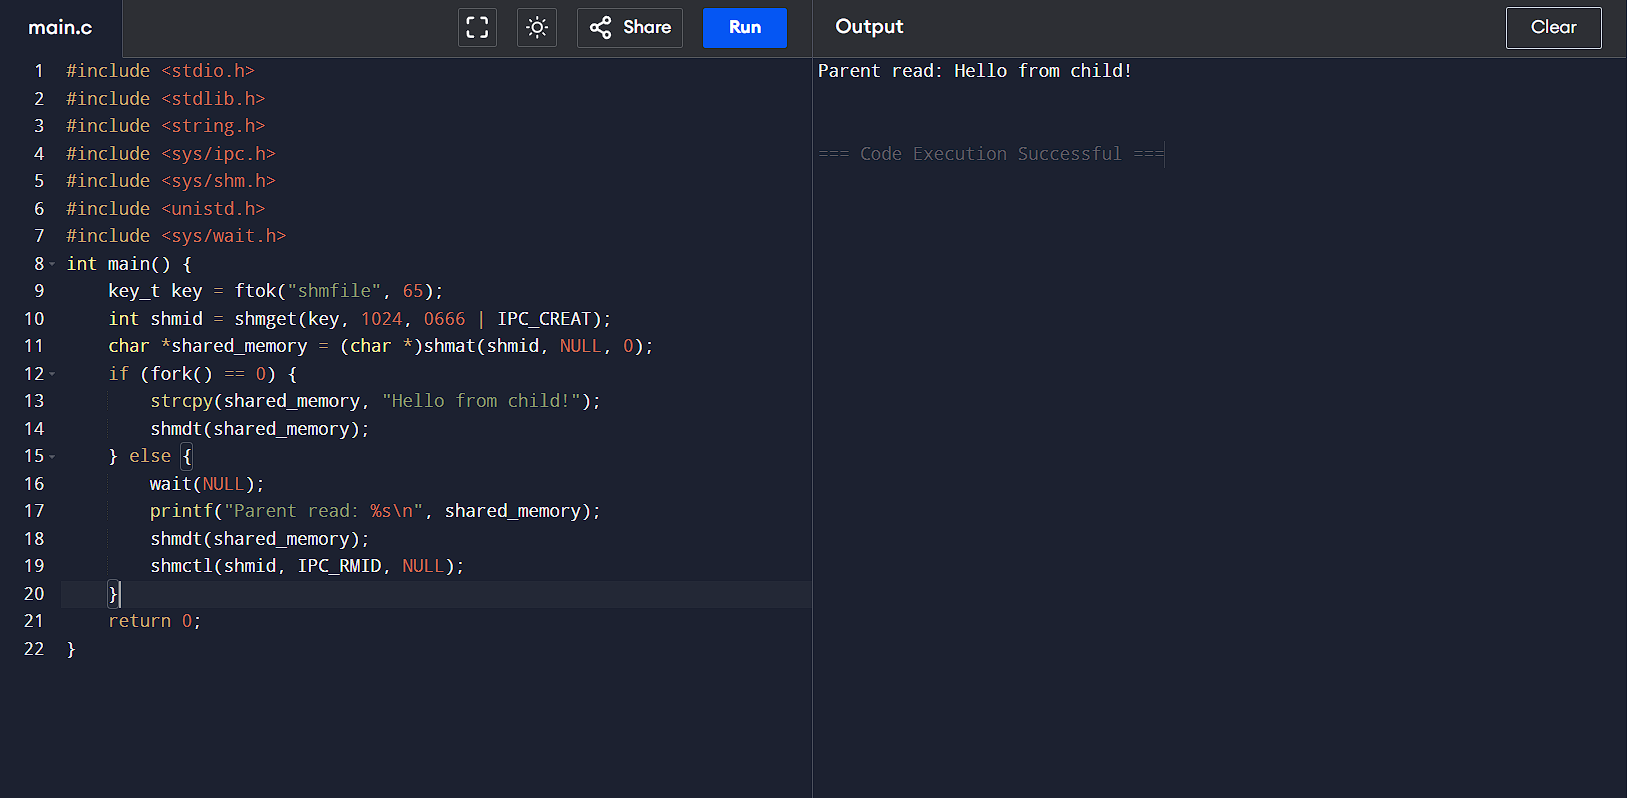 main.c
Share
Run
Output
Clear
1 #include <stdio.h>
2 #include <stdlib.h>
3 #include <string.h>
4 #include <sys/ipc.h>
5 #include <sys/shm.h>
6 #include <unistd.h>
7 #include <sys/wait.h>
8 int main() {
9     key_t key = ftok("shmfile", 65);
10     int shmid = shmget(key, 1024, 0666 | IPC_CREAT);
11     char *shared_memory = (char *)shmat(shmid, NULL, 0);
12     if (fork() == 0) {
13         strcpy(shared_memory, "Hello from child!");
14         shmdt(shared_memory);
15     } else {
16         wait(NULL);
17         printf("Parent read: %s\n", shared_memory);
18         shmdt(shared_memory);
19         shmctl(shmid, IPC_RMID, NULL);
20     }
21     return 0;
22 }
Parent read: Hello from child!
=== Code Execution Successful ===